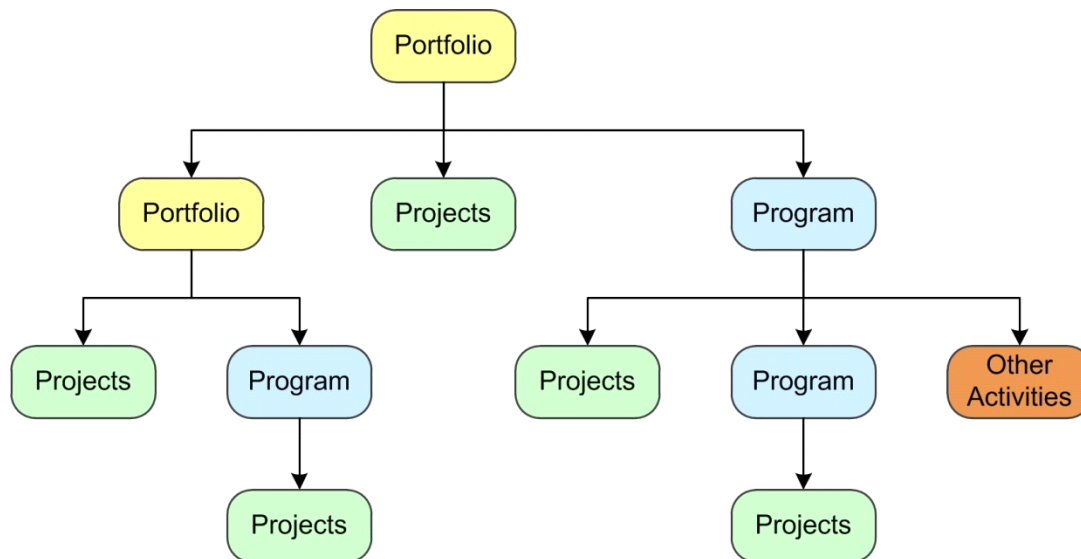 Portfolio
Portfolio
Projects
Program
Projects
Program
Projects
Program
Other
Activities
Projects
Projects